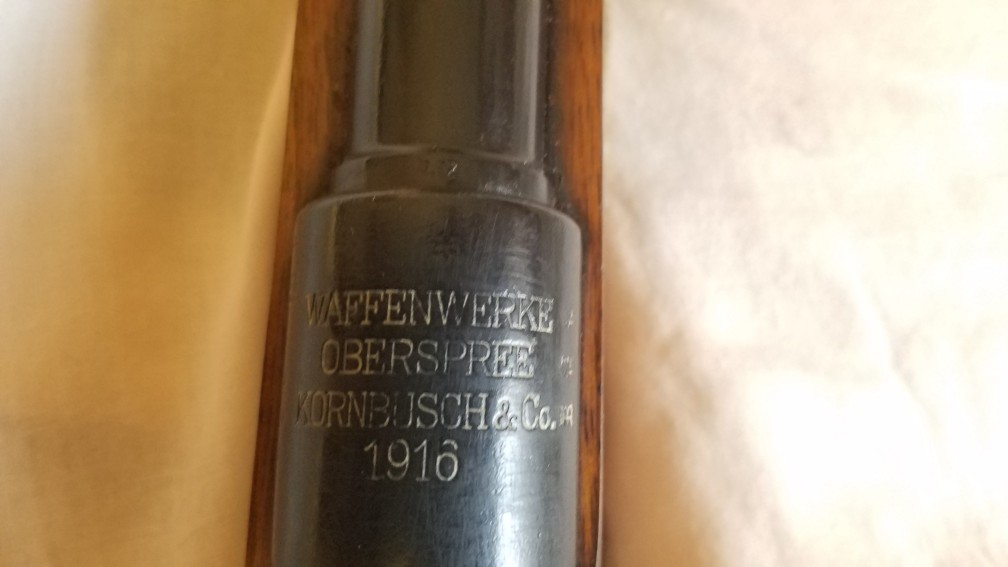 WAFFENWERKE
OBERSPREE
KORNBUSCH & Co.
1916